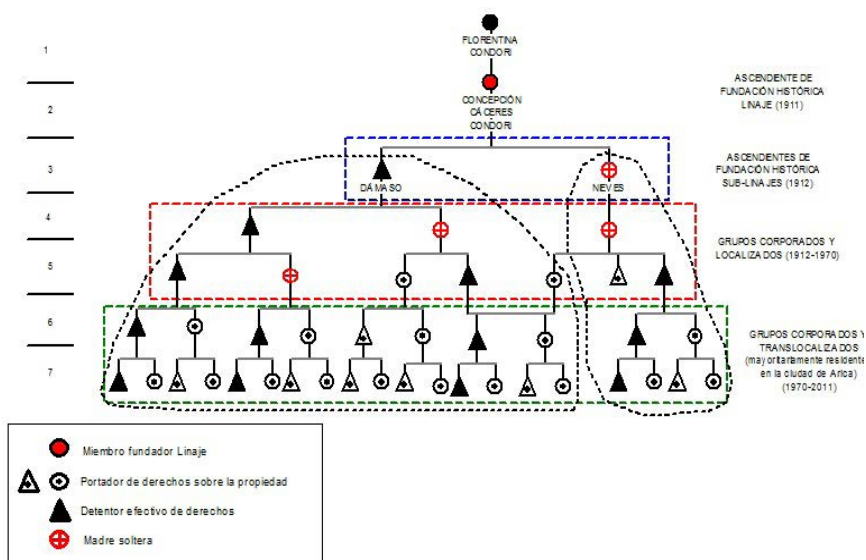 1
FLORENTINA
CONDORI
2
CONCEPCIÓN
CÁCERES
CONDORI
ASCENDENTE DE
FUNDACIÓN HISTÓRICA
LINAJE (1911)
3
DÁMASO
NEVES
ASCENDENTES DE
FUNDACIÓN HISTÓRICA
SUB-LINAJES (1912)
4
GRUPOS CORPORADOS Y
LOCALIZADOS (1912-1970)
5
6
GRUPOS CORPORADOS Y
TRANSLOCALIZADOS
(mayoritariamente residente
en la ciudad de Arica)
(1970-2011)
7
Miembro fundador Linaje
Portador de derechos sobre la propiedad
Detentor efectivo de derechos
Madre soltera